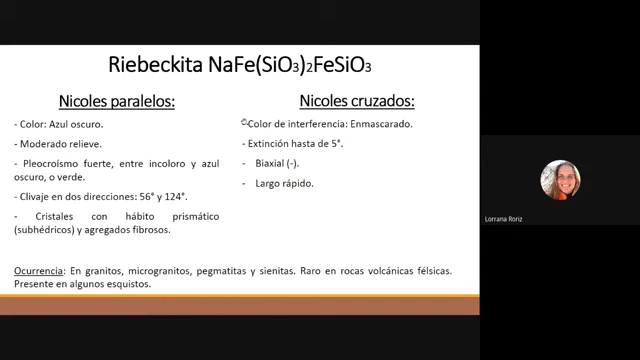 Riebeckita NaFe(SiO3)2FeSiO3
Nicoles paralelos:
- Color: Azul oscuro.
- Moderado relieve.
- Pleocroísmo fuerte, entre incoloro y azul
oscuro, o verde.
- Clivaje en dos direcciones: 56° y 124°.
- Cristales con hábito prismático
(subhédricos) y agregados fibrosos.
Nicoles cruzados:
Color de interferencia: Enmascarado.
- Extinción hasta de 5°.
- Biaxial (-).
- Largo rápido.
Ocurrencia: En granitos, microgranitos, pegmatitas y sienitas. Raro en rocas volcánicas félsicas.
Presente en algunos esquistos.
Lorrana Roriz